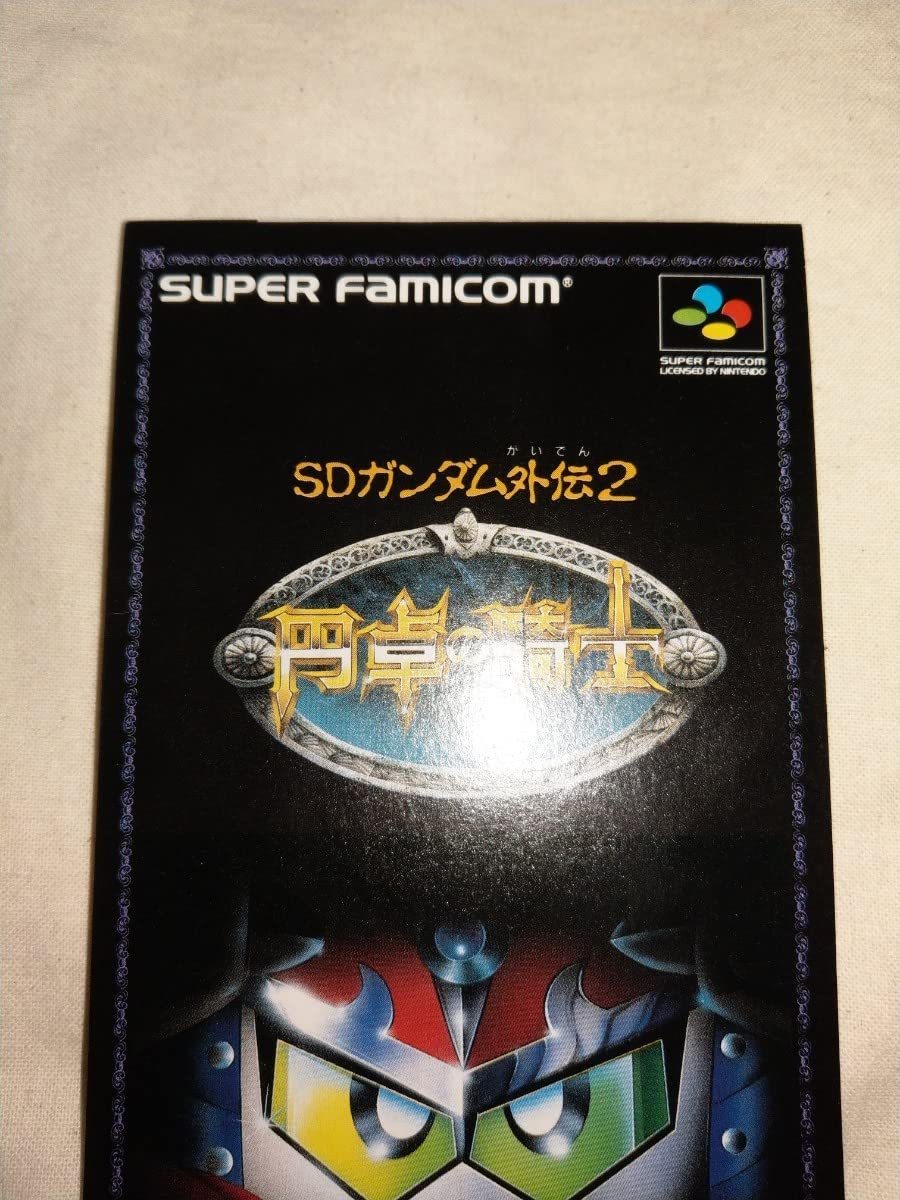 SUPER FAMICOM®
SUPER FAMICOM
LICENSED BY NINTENDO
がいでん
SDガンダム外伝2
円卓の騎士